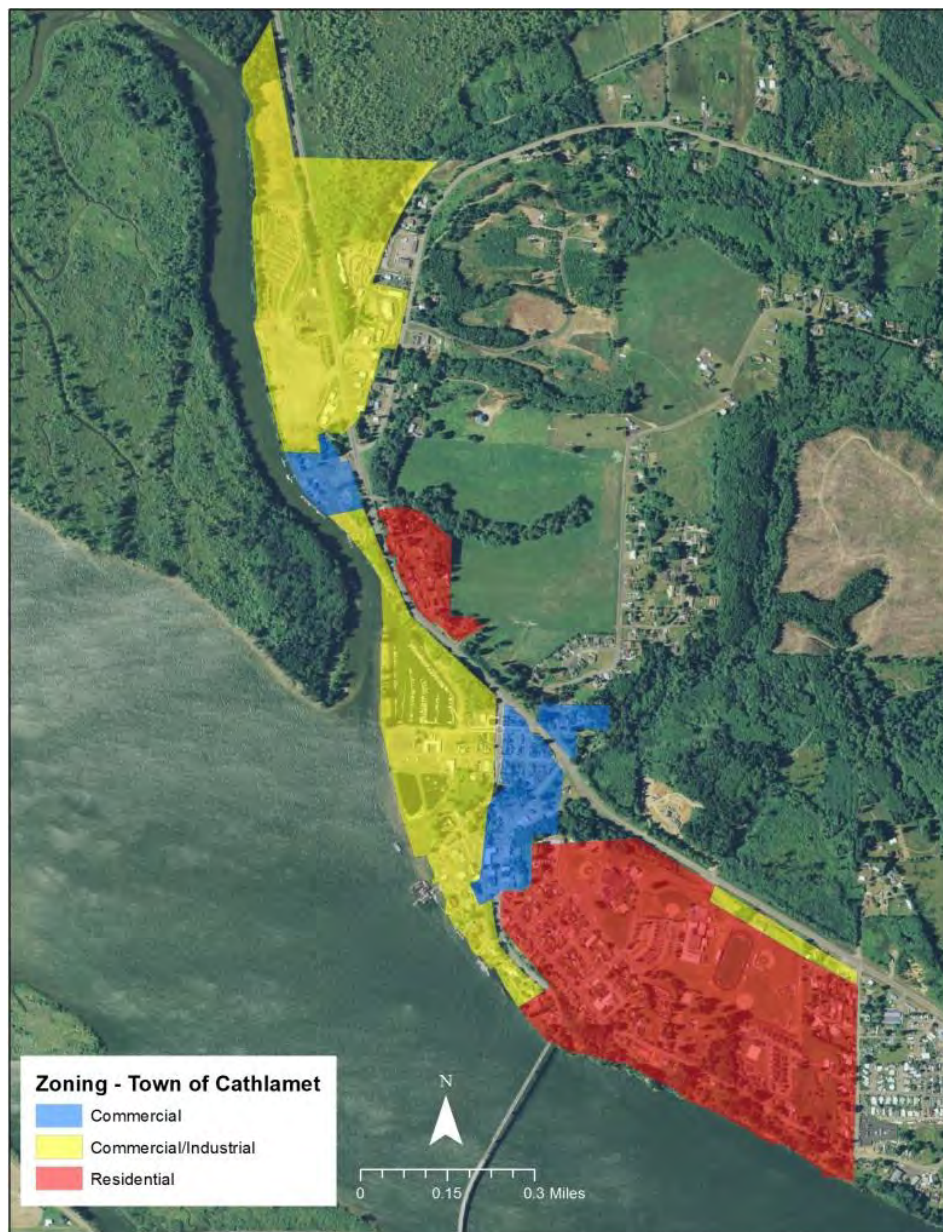 Zoning - Town of Cathlamet
Commercial
Commercial/Industrial
Residential
N
0 0.15 0.3 Miles